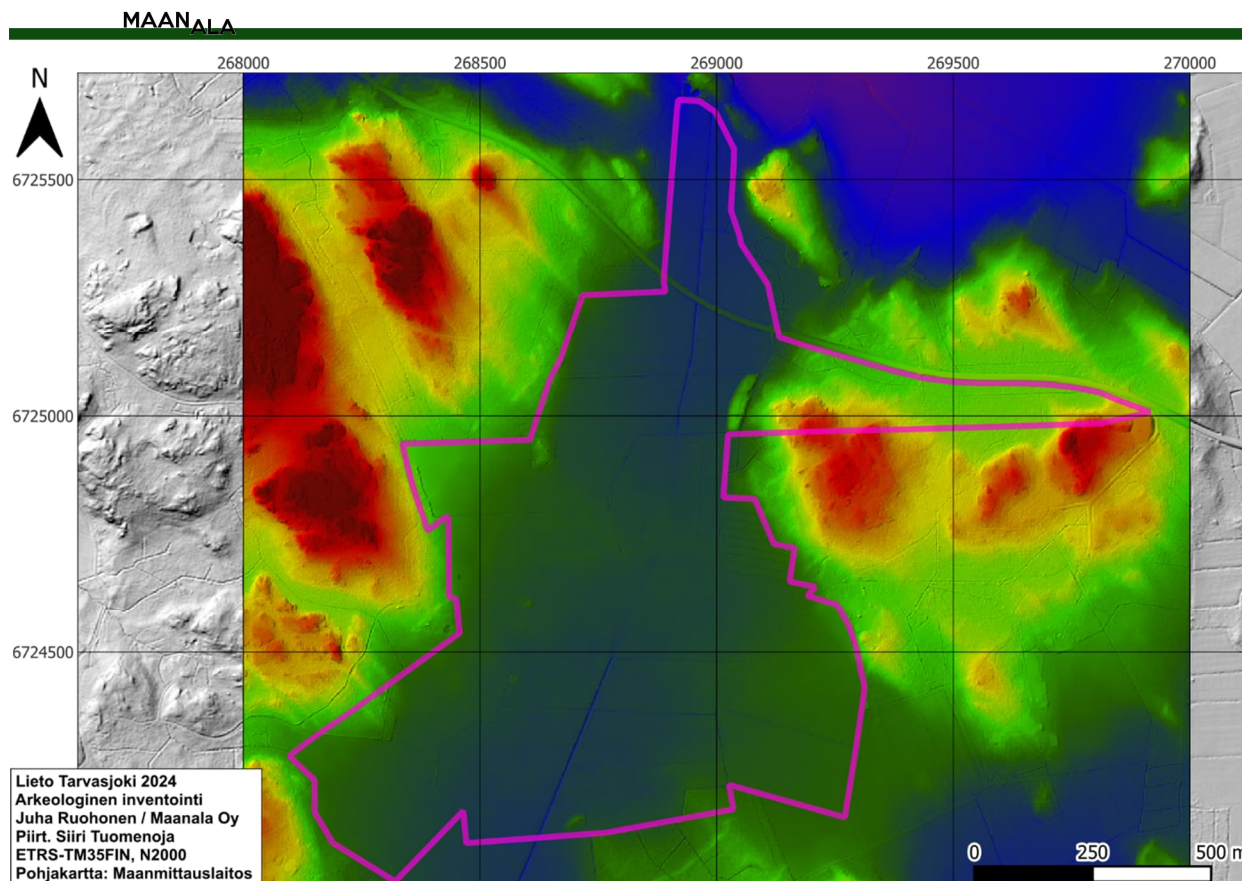 MAANALA
268000 268500 269000 269500 270000
N
6725500
6725000
6724500
Lieto Tarvasjoki 2024
Arkeologinen inventointi
Juha Ruohonen / Maanala Oy
Piirt. Siiri Tuomenoja
ETRS-TM35FIN, N2000
Pohjakartta: Maanmittauslaitos
0 250 500 m